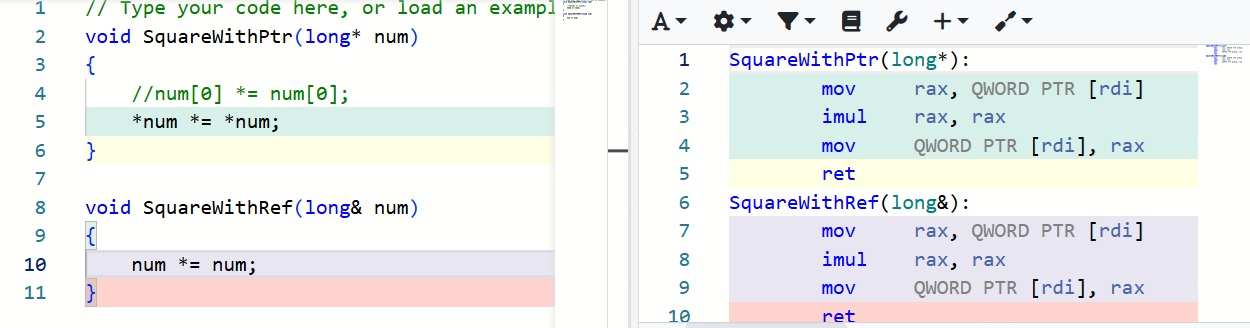 1 // Type your code here, or load an exampl
2 void SquareWithPtr(long* num)
3 {
4 //num[0] *= num[0];
5 *num *= *num;
6 }
7
8 void SquareWithRef(long& num)
9 {
10 num *= num;
11 }
A
1 SquareWithPtr(long*):
2 mov rax, QWORD PTR [rdi]
3 imul rax, rax
4 mov QWORD PTR [rdi], rax
5 ret
6 SquareWithRef(long&):
7 mov rax, QWORD PTR [rdi]
8 imul rax, rax
9 mov QWORD PTR [rdi], rax
10 ret